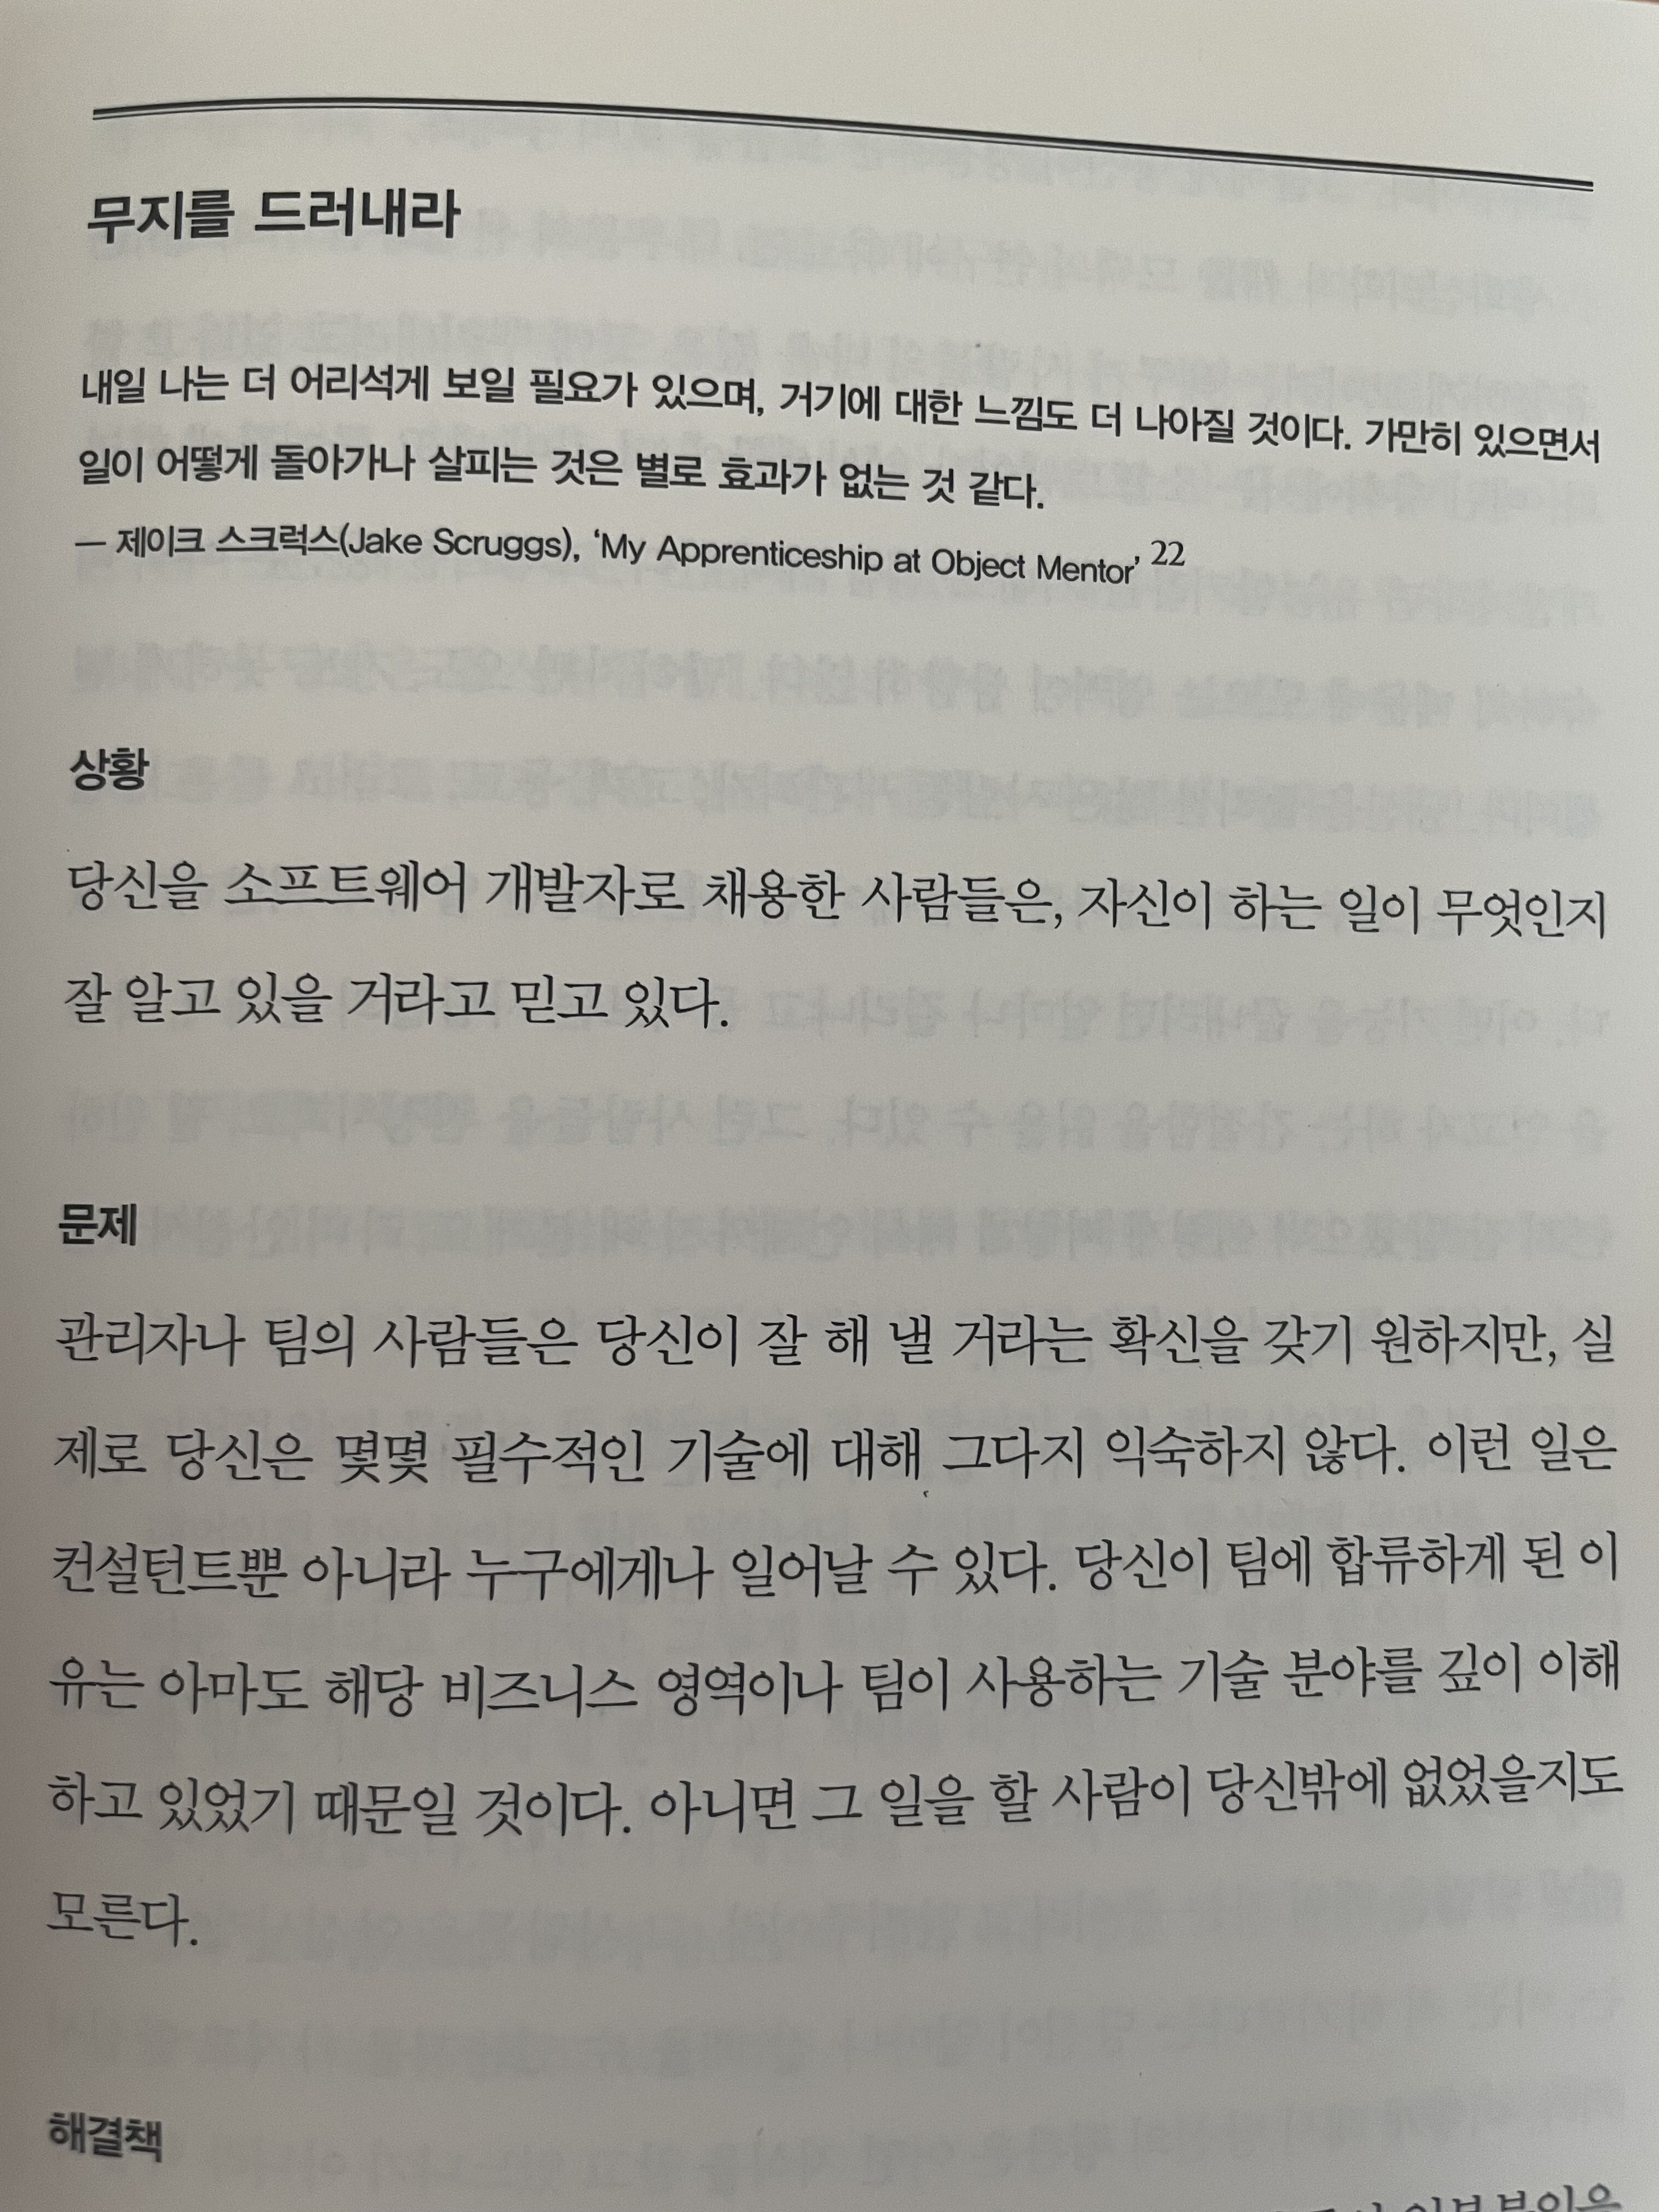 무지를 드러내라
내일 나는 더 어리석게 보일 필요가 있으며, 거기에 대한 느낌도 더 나아질 것이다. 가만히 있으면서
일이 어떻게 돌아가나 살피는 것은 별로 효과가 없는 것 같다.
— 제이크 스크럭스(Jake Scruggs), ‘My Apprenticeship at Object Mentor’ 22
상황
당신을 소프트웨어 개발자로 채용한 사람들은, 자신이 하는 일이 무엇인지
잘 알고 있을 거라고 믿고 있다.
문제
관리자나 팀의 사람들은 당신이 잘 해 낼 거라는 확신을 갖기 원하지만, 실
제로 당신은 몇몇 필수적인 기술에 대해 그다지 익숙하지 않다. 이런 일은
컨설턴트뿐 아니라 누구에게나 일어날 수 있다. 당신이 팀에 합류하게 된 이
유는 아마도 해당 비즈니스 영역이나 팀이 사용하는 기술 분야를 깊이 이해
하고 있었기 때문일 것이다. 아니면 그 일을 할 사람이 당신밖에 없었을지도
모른다.
해결책